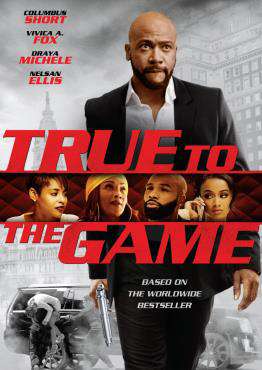 COLUMBUS
SHORT
VIVICA A.
FOX
DRAYA
MICHELE
NELSAN
ELLIS
TRUE TO
THE GAME
BASED ON
THE WORLDWIDE
BESTSELLER